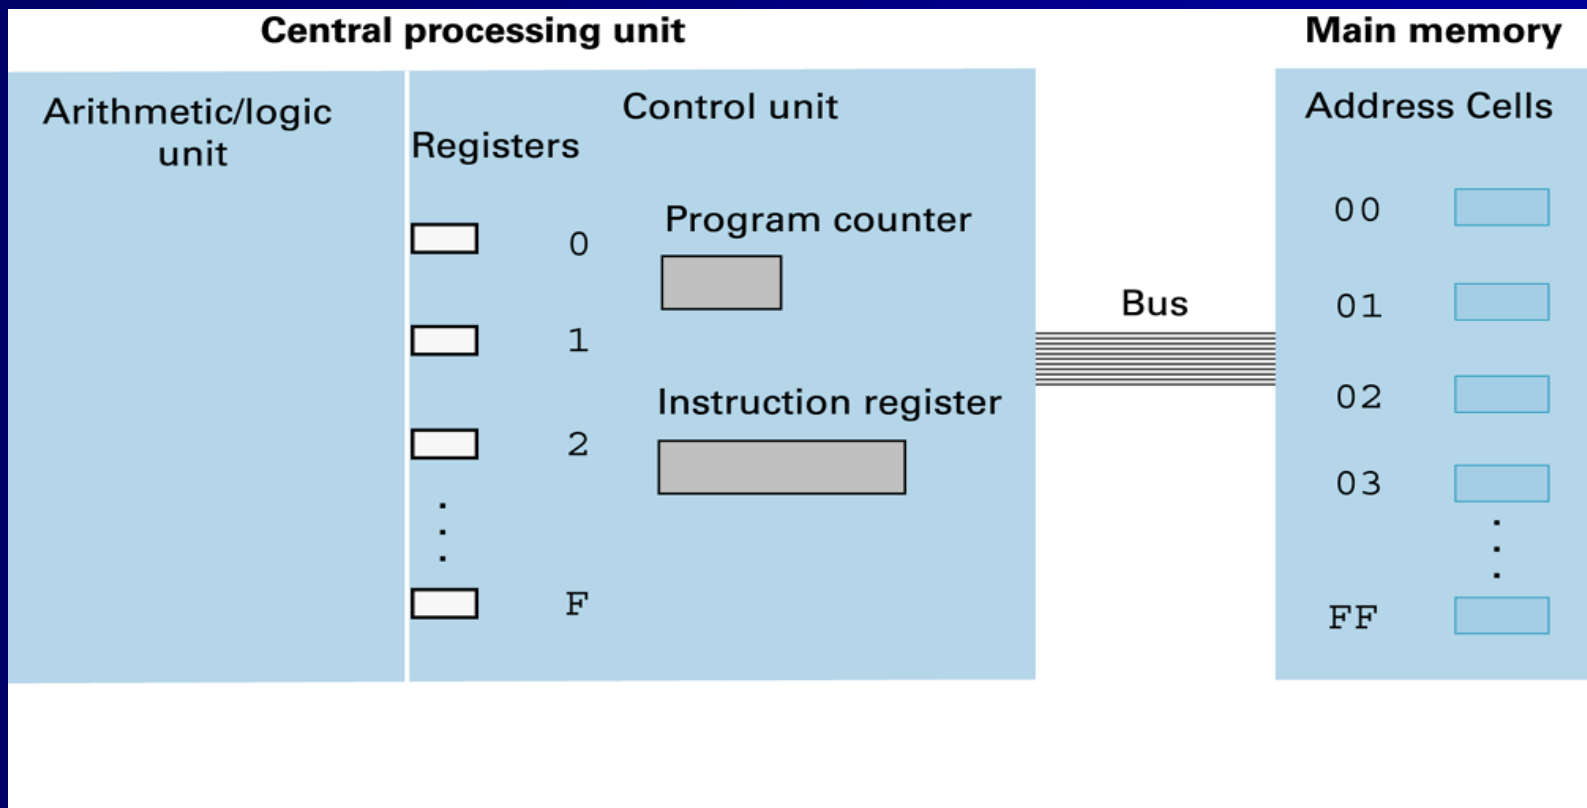 Central processing unit
Main memory
Arithmetic/logic
unit
Control unit
Registers
Address Cells
0
Program counter
00
1
Bus
01
Instruction register
02
2
03
F
FF